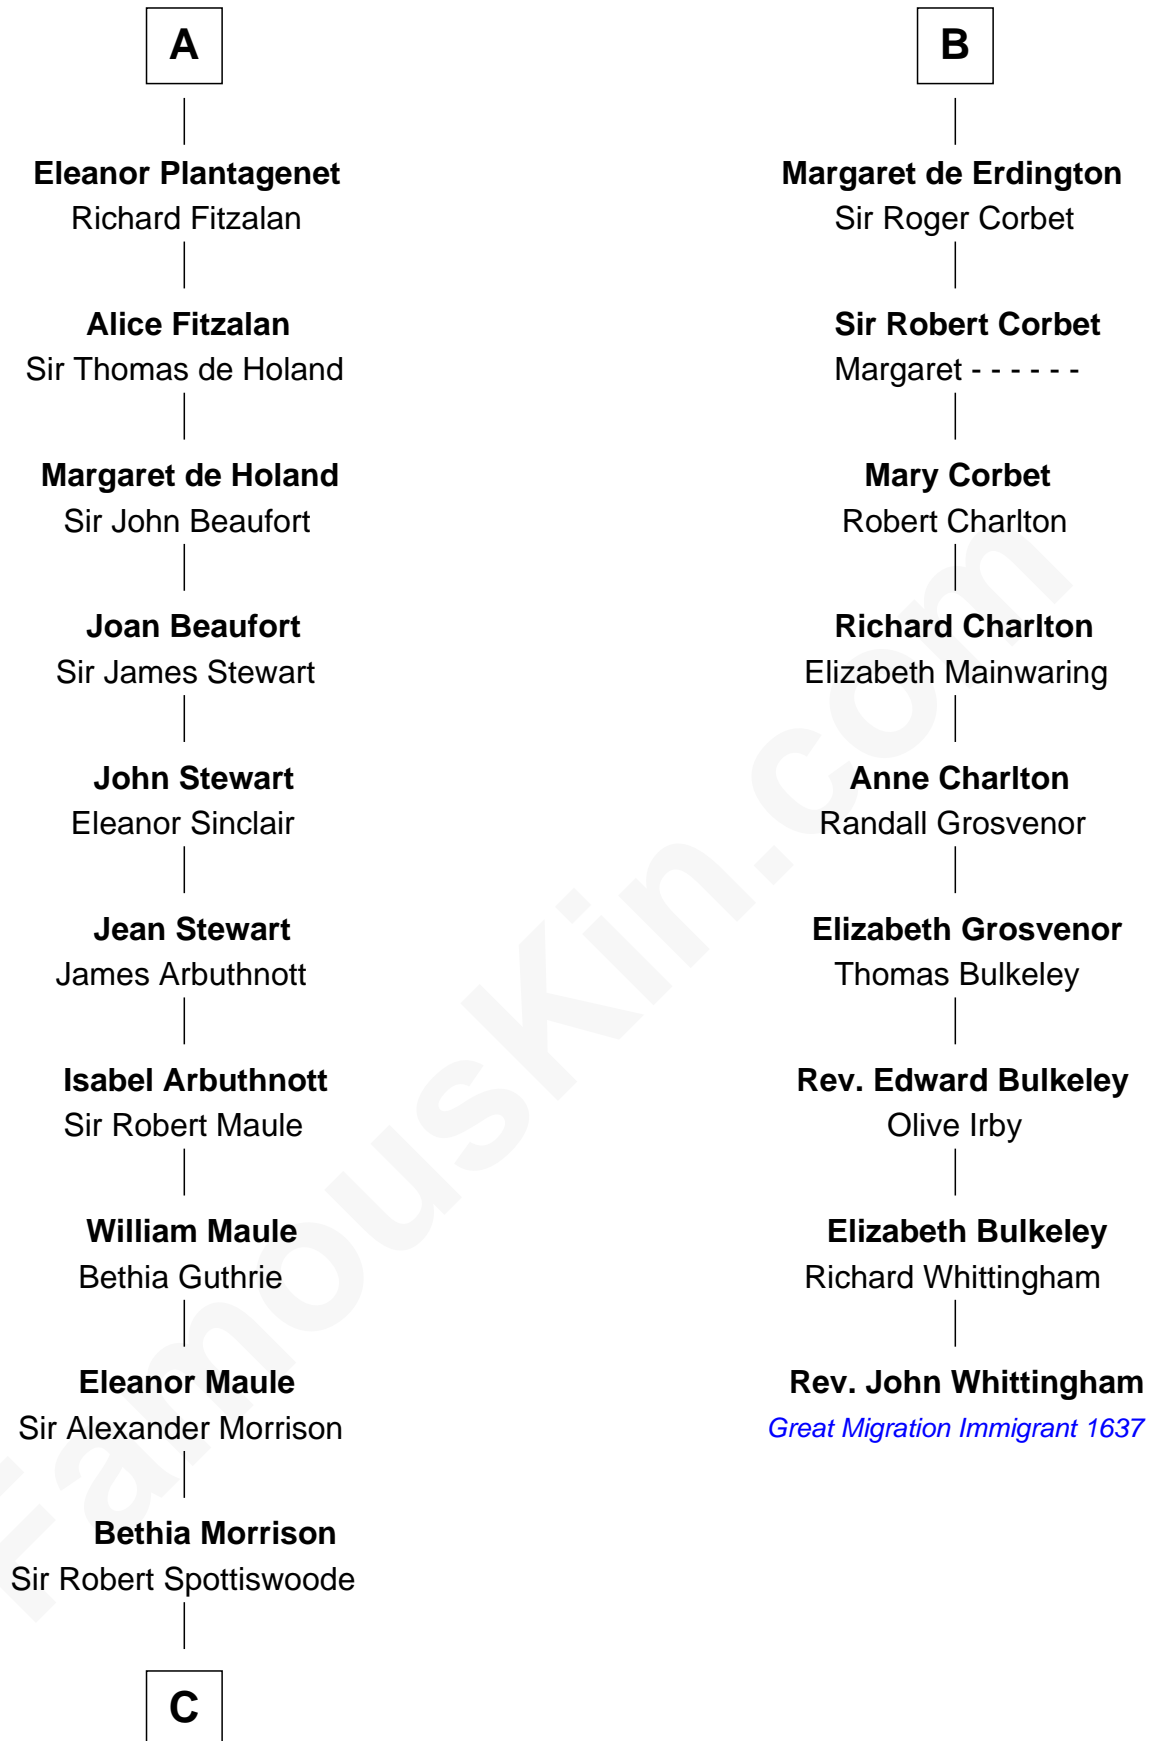 A
Eleanor Plantagenet
Richard Fitzalan
Alice Fitzalan
Sir Thomas de Holand
Margaret de Holand
Sir John Beaufort
Joan Beaufort
Sir James Stewart
John Stewart
Eleanor Sinclair
Jean Stewart
James Arbuthnott
Isabel Arbuthnott
Sir Robert Maule
William Maule
Bethia Guthrie
Eleanor Maule
Sir Alexander Morrison
Bethia Morrison
Sir Robert Spottiswoode
C
B
Margaret de Erdington
Sir Roger Corbet
Sir Robert Corbet
Margaret - - - - - -
Mary Corbet
Robert Charlton
Richard Charlton
Elizabeth Mainwaring
Anne Charlton
Randall Grosvenor
Elizabeth Grosvenor
Thomas Bulkeley
Rev. Edward Bulkeley
Olive Irby
Elizabeth Bulkeley
Richard Whittingham
Rev. John Whittingham
Great Migration Immigrant 1637
FamousKin.com